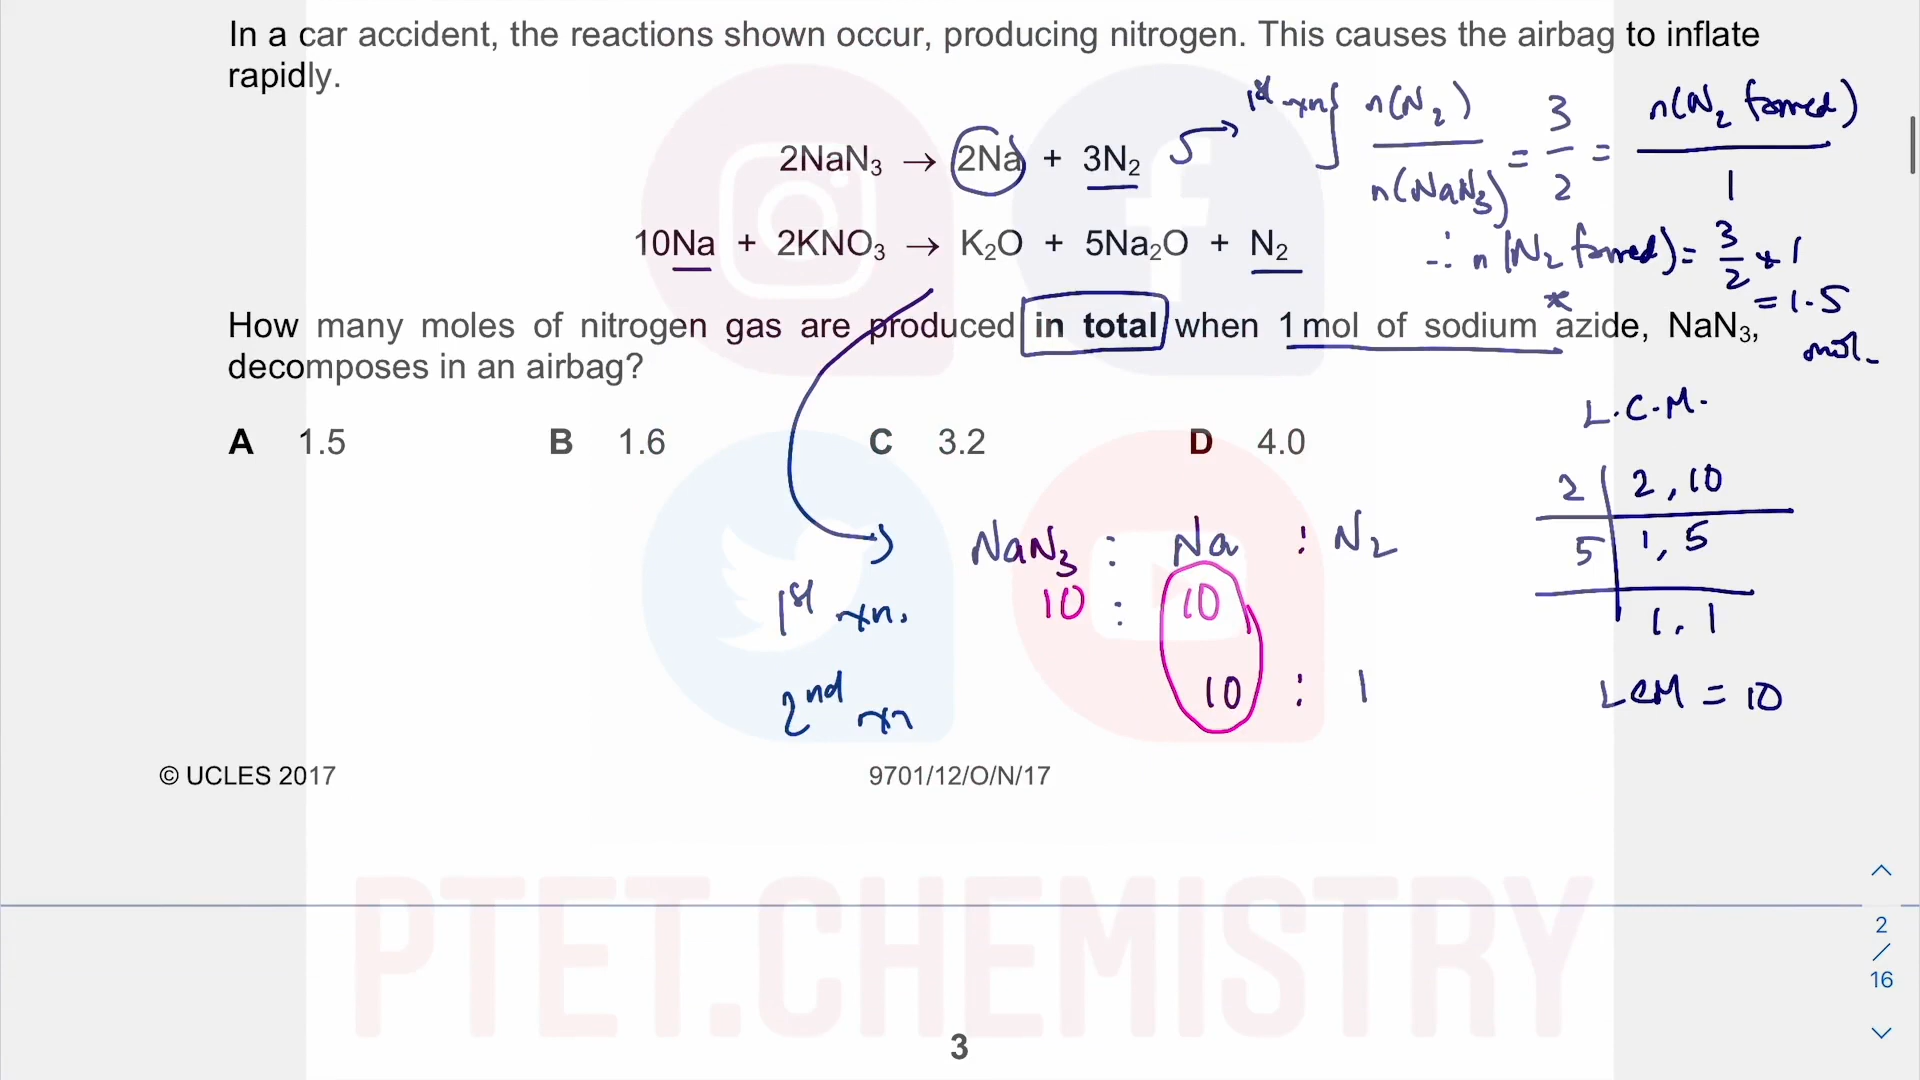 In a car accident, the reactions shown occur, producing nitrogen. This causes the airbag to inflate
rapidly.
1st rxn} n(N₂) / n(NaN₃) = 3 / 2 = n(N₂ formed) / 1
2NaN₃ → 2Na + 3N₂
10Na + 2KNO₃ → K₂O + 5Na₂O + N₂
∴ n(N₂ formed) = 3/2 * 1
= 1.5
mol.
How many moles of nitrogen gas are produced in total when 1 mol of sodium azide, NaN₃,
decomposes in an airbag?
*
A 1.5 B 1.6 C 3.2 D 4.0
L.C.M.
2 | 2, 10
5 | 1, 5
1, 1
LCM = 10
NaN₃ : Na : N₂
1st rxn. 10 : 10
2nd rxn 10 : 1
© UCLES 2017 9701/12/O/N/17
PTET.CHEMISTRY
3
2
/
16